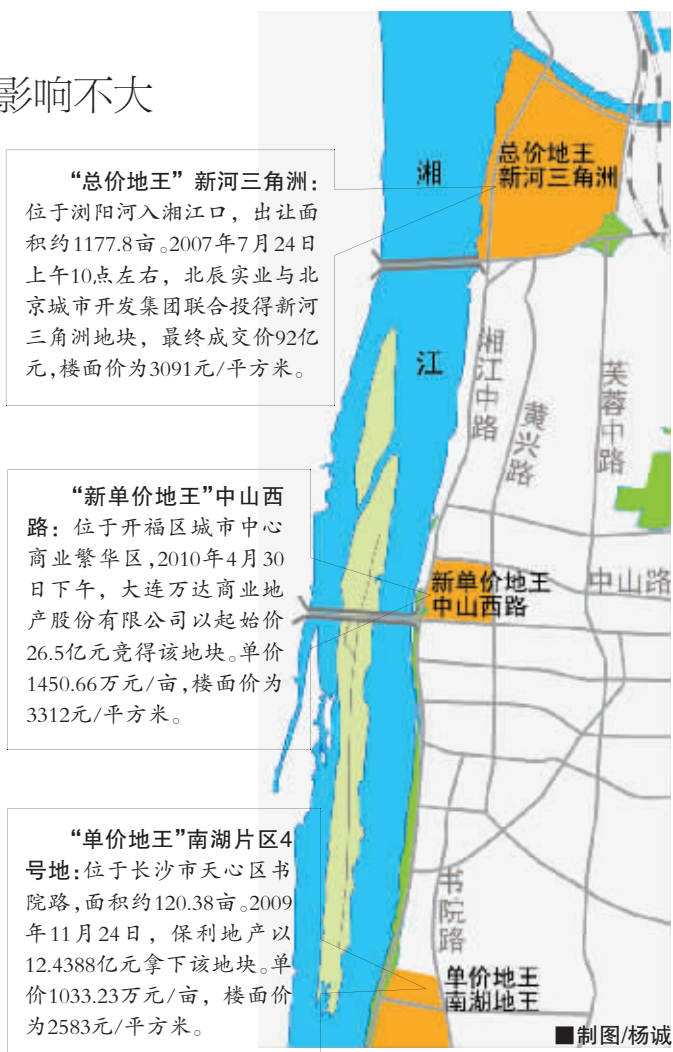 影响不大
“总价地王” 新河三角洲：
位于浏阳河入湘江口，出让面
积约1177.8亩。2007年7月24日
上午10点左右，北辰实业与北
京城市开发集团联合投得新河
三角洲地块，最终成交价92亿
元,楼面价为3091元/平方米。
“新单价地王”中山西
路：位于开福区城市中心
商业繁华区,2010年4月30
日下午，大连万达商业地
产股份有限公司以起始价
26.5亿元竞得该地块。单价
1450.66万元/亩,楼面价为
3312元/平方米。
“单价地王”南湖片区4
号地:位于长沙市天心区书
院路,面积约120.38亩。2009
年11月24日，保利地产以
12.4388亿元拿下该地块。单
价1033.23万元/亩，楼面价
为2583元/平方米。
总价地王
新河三角洲
湘
江
湘江中路
黄兴路
芙蓉中路
新单价地王
中山西路
中山路
书院路
单价地王
南湖地王
■制图/杨诚